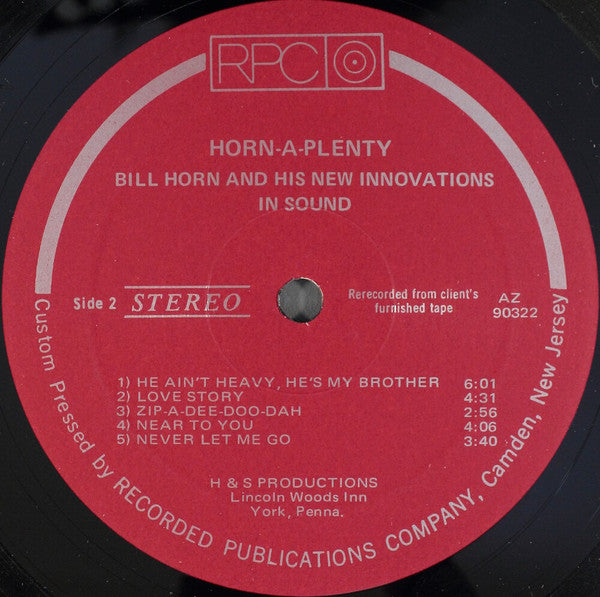 RPC
HORN-A-PLENTY
BILL HORN AND HIS NEW INNOVATIONS
IN SOUND
Side 2 STEREO
Rerecorded from client's
furnished tape
AZ
90322
1) HE AIN'T HEAVY, HE'S MY BROTHER 6:01
2) LOVE STORY 4:31
3) ZIP-A-DEE-DOO-DAH 2:56
4) NEAR TO YOU 4:06
5) NEVER LET ME GO 3:40
H & S PRODUCTIONS
Lincoln Woods Inn
York, Penna.
Custom Pressed by RECORDED PUBLICATIONS COMPANY, Camden, New Jersey